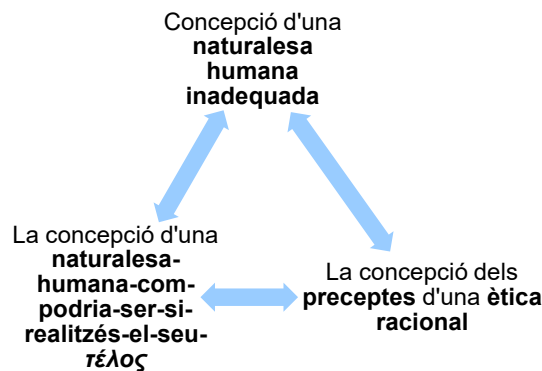 Concepció d'una
naturalesa
humana
inadequada
La concepció d'una
naturalesa-
humana-com-
podria-ser-si-
realitzés-el-seu-
τέλος
La concepció dels
preceptes d'una ètica
racional